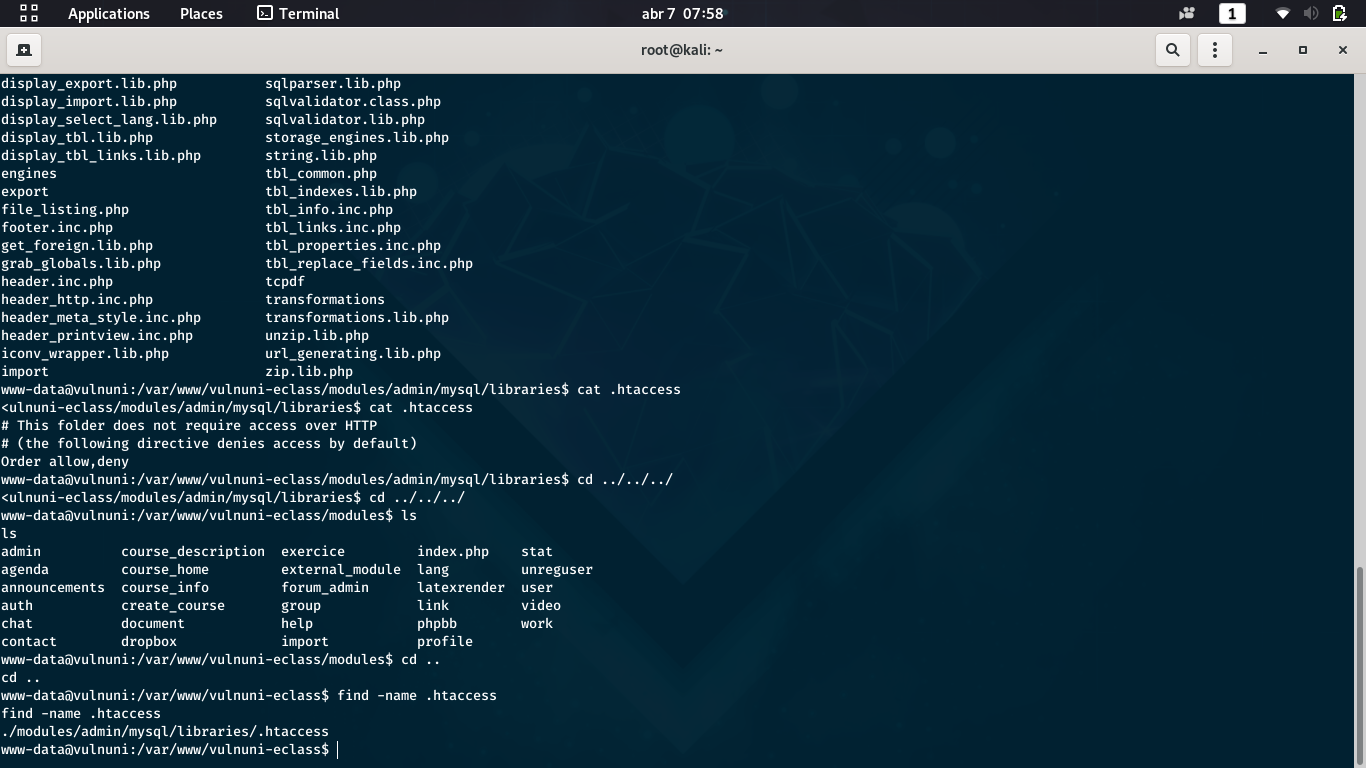 Applications Places Terminal abr 7 07:58 1
root@kali: ~
display_export.lib.php sqlparser.lib.php
display_import.lib.php sqlvalidator.class.php
display_select_lang.lib.php sqlvalidator.lib.php
display_tbl.lib.php storage_engines.lib.php
display_tbl_links.lib.php string.lib.php
engines tbl_common.php
export tbl_indexes.lib.php
file_listing.php tbl_info.inc.php
footer.inc.php tbl_links.inc.php
get_foreign.lib.php tbl_properties.inc.php
grab_globals.lib.php tbl_replace_fields.inc.php
header.inc.php tcpdf
header_http.inc.php transformations
header_meta_style.inc.php transformations.lib.php
header_printview.inc.php unzip.lib.php
iconv_wrapper.lib.php url_generating.lib.php
import zip.lib.php
www-data@vulnuni:/var/www/vulnuni-eclass/modules/admin/mysql/libraries$ cat .htaccess
<ulnuni-eclass/modules/admin/mysql/libraries$ cat .htaccess
# This folder does not require access over HTTP
# (the following directive denies access by default)
Order allow,deny
www-data@vulnuni:/var/www/vulnuni-eclass/modules/admin/mysql/libraries$ cd ../../../
<ulnuni-eclass/modules/admin/mysql/libraries$ cd ../../../
www-data@vulnuni:/var/www/vulnuni-eclass/modules$ ls
ls
admin course_description exercice index.php stat
agenda course_home external_module lang unreguser
announcements course_info forum_admin latexrender user
auth create_course group link video
chat document help phpbb work
contact dropbox import profile
www-data@vulnuni:/var/www/vulnuni-eclass/modules$ cd ..
cd ..
www-data@vulnuni:/var/www/vulnuni-eclass$ find -name .htaccess
find -name .htaccess
./modules/admin/mysql/libraries/.htaccess
www-data@vulnuni:/var/www/vulnuni-eclass$